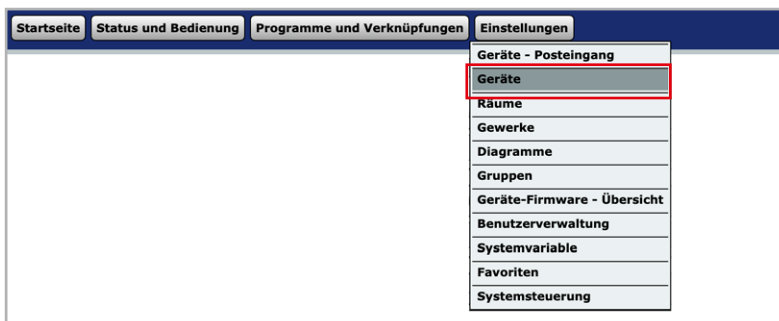 Startseite Status und Bedienung Programme und Verknüpfungen Einstellungen
Geräte - Posteingang
Geräte
Räume
Gewerke
Diagramme
Gruppen
Geräte-Firmware - Übersicht
Benutzerverwaltung
Systemvariable
Favoriten
Systemsteuerung